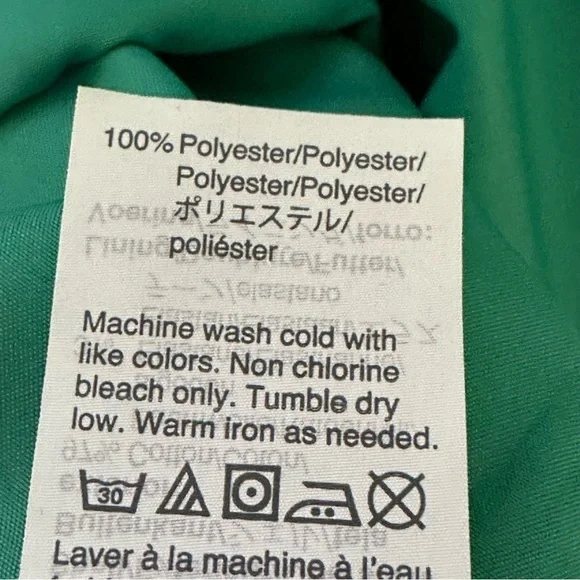 100% Polyester/Polyester/
Polyester/Polyester/
ポリエステル/
poliéster
Machine wash cold with
like colors. Non chlorine
bleach only. Tumble dry
low. Warm iron as needed.
30
Laver à la machine à l'eau